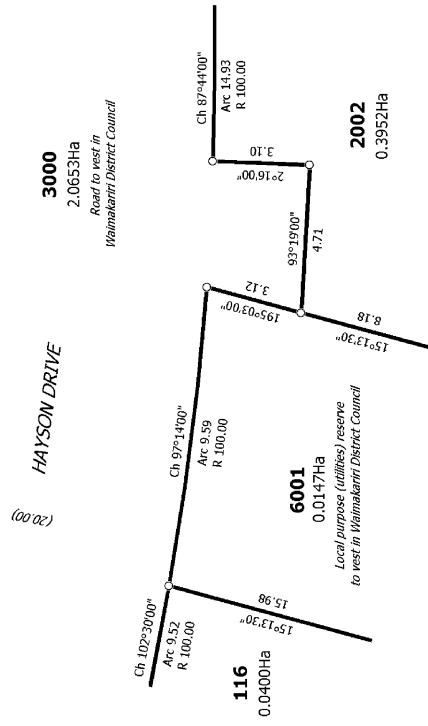 HAYSON DRIVE
(20.00)
3000
2.0653Ha
Road to vest in
Waimakariri District Council
Ch 102°30'00"
Arc 9.52
R 100.00
Ch 97°14'00"
Arc 9.59
R 100.00
Ch 87°44'00"
Arc 14.93
R 100.00
195°03'00"
3.12
2°16'00"
3.10
93°19'00"
4.71
15°13'30"
8.18
15°13'30"
15.98
116
0.0400Ha
6001
0.0147Ha
Local purpose (utilities) reserve
to vest in Waimakariri District Council
2002
0.3952Ha